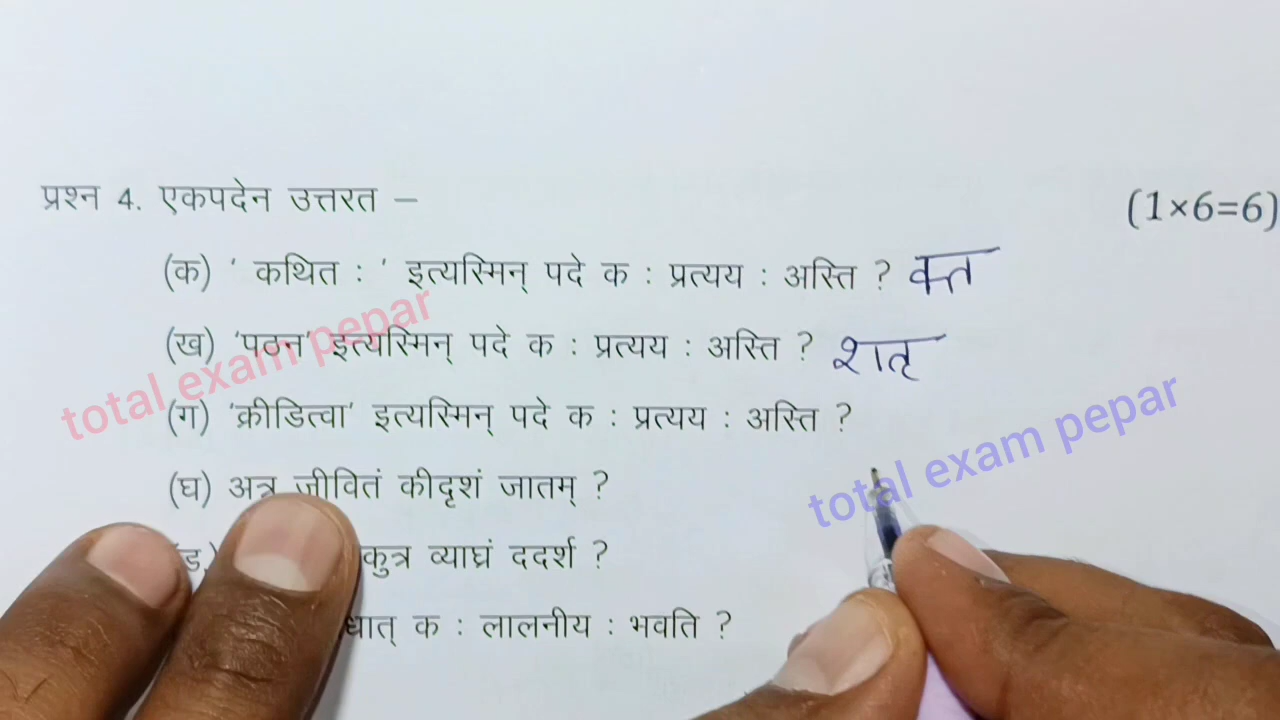 प्रश्न 4. एकपदेन उत्तरत –
(1×6=6)
(क) ' कथित : ' इत्यस्मिन् पदे क : प्रत्यय : अस्ति ? क्त
(ख) 'पठन' इत्यस्मिन् पदे क : प्रत्यय : अस्ति ? शतृ
(ग) 'क्रीडित्वा' इत्यस्मिन् पदे क : प्रत्यय : अस्ति ?
(घ) अत्र जीवितं कीदृशं जातम् ?
कुत्र व्याघ्रं ददर्श ?
क : लालनीय : भवति ?
total exam pepar
total exam pepar